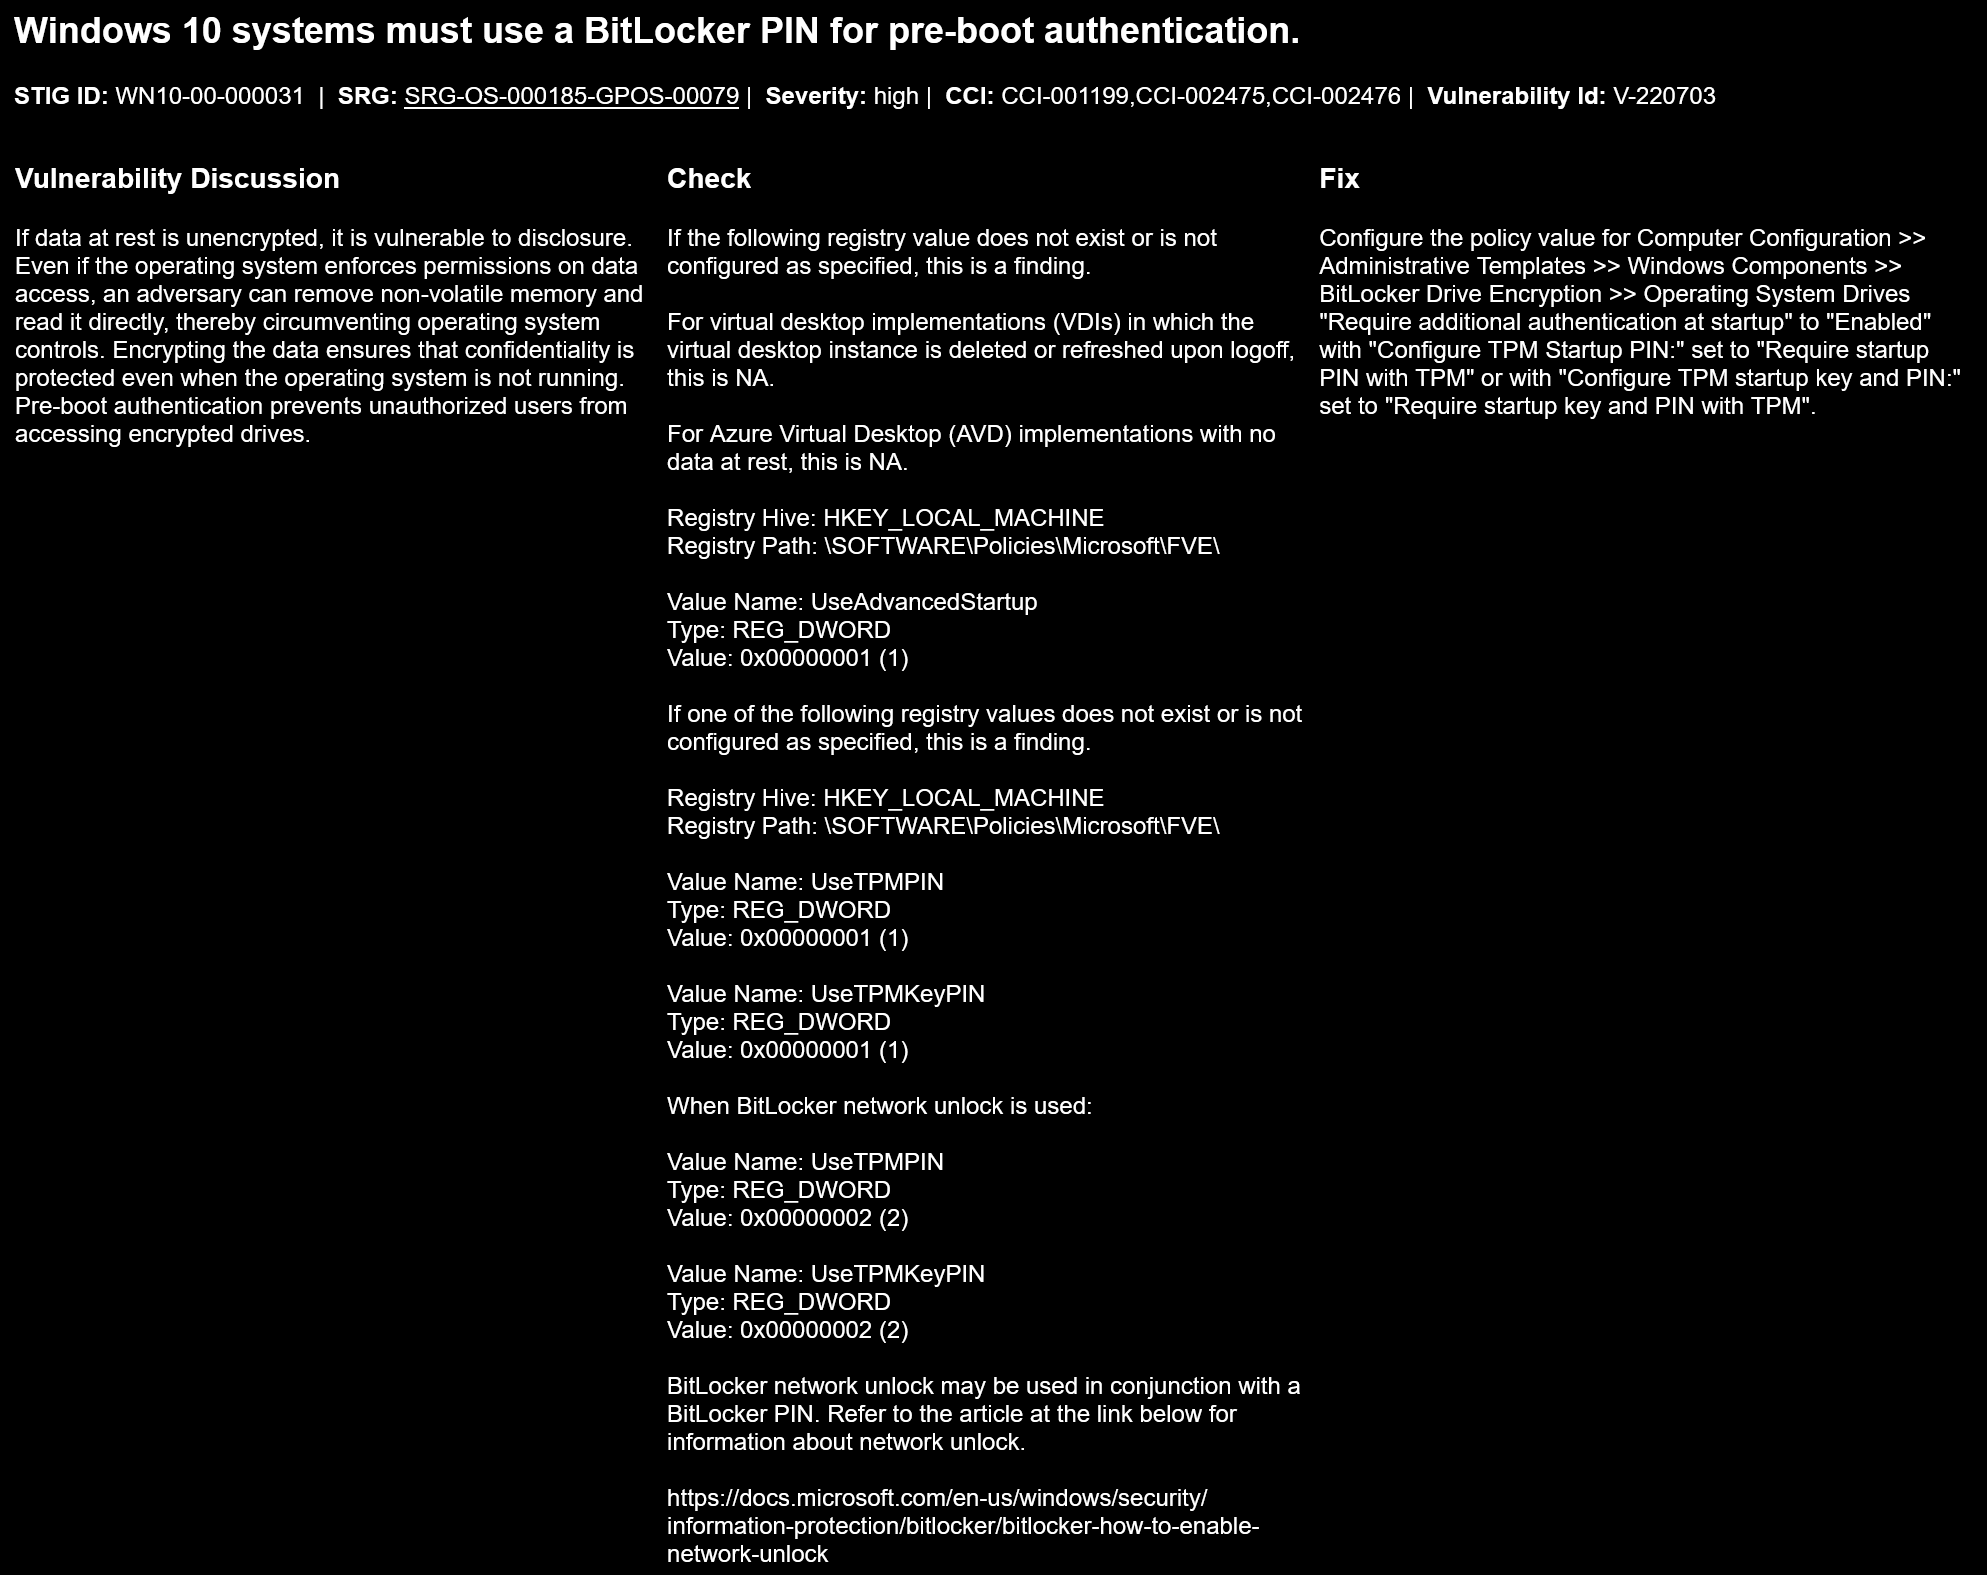 Windows 10 systems must use a BitLocker PIN for pre-boot authentication.
STIG ID: WN10-00-000031 | SRG: SRG-OS-000185-GPOS-00079 | Severity: high | CCI: CCI-001199,CCI-002475,CCI-002476 | Vulnerability Id: V-220703
Vulnerability Discussion
If data at rest is unencrypted, it is vulnerable to disclosure.
Even if the operating system enforces permissions on data
access, an adversary can remove non-volatile memory and
read it directly, thereby circumventing operating system
controls. Encrypting the data ensures that confidentiality is
protected even when the operating system is not running.
Pre-boot authentication prevents unauthorized users from
accessing encrypted drives.
Check
If the following registry value does not exist or is not
configured as specified, this is a finding.
For virtual desktop implementations (VDIs) in which the
virtual desktop instance is deleted or refreshed upon logoff,
this is NA.
For Azure Virtual Desktop (AVD) implementations with no
data at rest, this is NA.
Registry Hive: HKEY_LOCAL_MACHINE
Registry Path: \SOFTWARE\Policies\Microsoft\FVE\
Value Name: UseAdvancedStartup
Type: REG_DWORD
Value: 0x00000001 (1)
If one of the following registry values does not exist or is not
configured as specified, this is a finding.
Registry Hive: HKEY_LOCAL_MACHINE
Registry Path: \SOFTWARE\Policies\Microsoft\FVE\
Value Name: UseTPMPIN
Type: REG_DWORD
Value: 0x00000001 (1)
Value Name: UseTPMKeyPIN
Type: REG_DWORD
Value: 0x00000001 (1)
When BitLocker network unlock is used:
Value Name: UseTPMPIN
Type: REG_DWORD
Value: 0x00000002 (2)
Value Name: UseTPMKeyPIN
Type: REG_DWORD
Value: 0x00000002 (2)
BitLocker network unlock may be used in conjunction with a
BitLocker PIN. Refer to the article at the link below for
information about network unlock.
https://docs.microsoft.com/en-us/windows/security/
information-protection/bitlocker/bitlocker-how-to-enable-
network-unlock
Fix
Configure the policy value for Computer Configuration >>
Administrative Templates >> Windows Components >>
BitLocker Drive Encryption >> Operating System Drives
"Require additional authentication at startup" to "Enabled"
with "Configure TPM Startup PIN:" set to "Require startup
PIN with TPM" or with "Configure TPM startup key and PIN:"
set to "Require startup key and PIN with TPM".